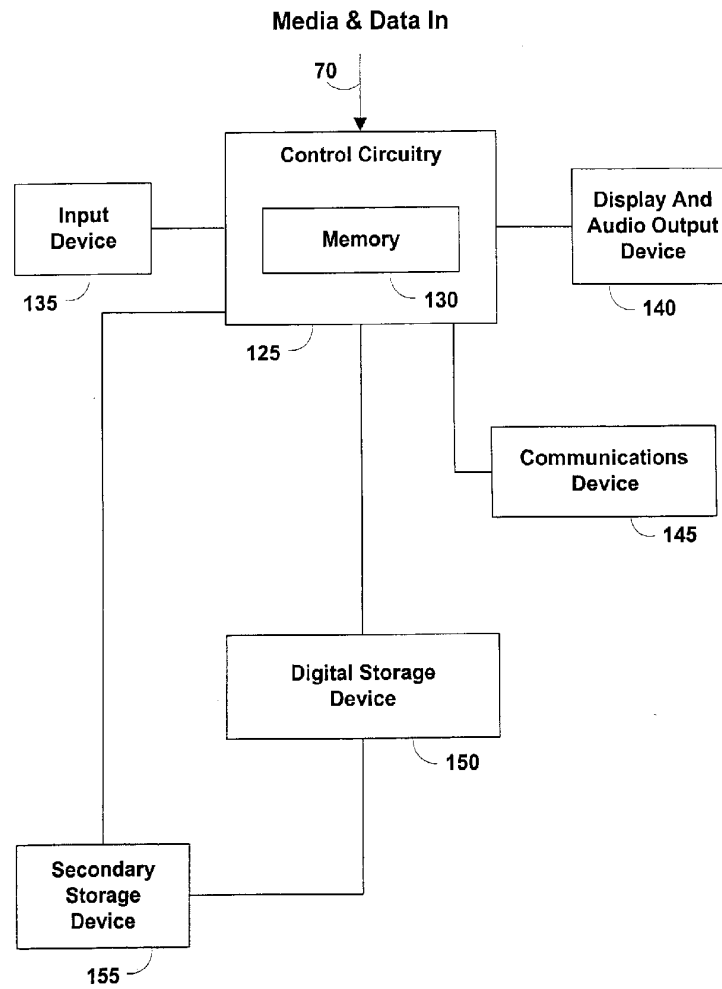 Media & Data In
70
Control Circuitry
Input
Device
135
Memory
130
125
Display And
Audio Output
Device
140
Communications
Device
145
Digital Storage
Device
150
Secondary
Storage
Device
155